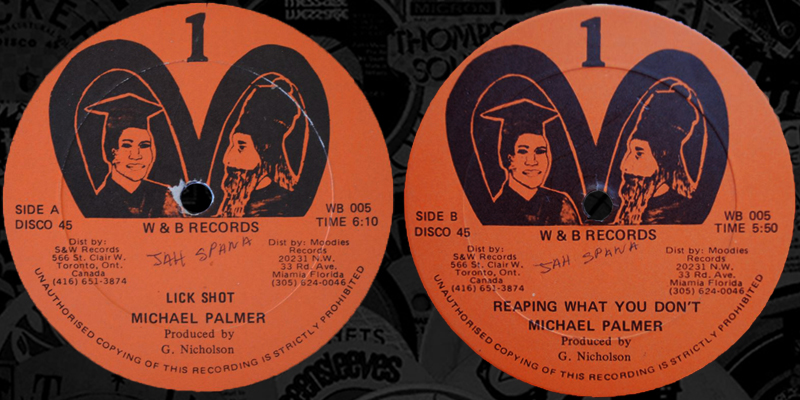 1
SIDE A
DISCO 45
WB 005
TIME 6:10
W & B RECORDS
Dist by:
S&W Records
566 St. Clair W.
Toronto, Ont.
Canada
(416) 651-3874
JAH SPANA
Dist by: Moodies
Records
20231 N.W.
33 Rd. Ave.
Miamia Florida
(305) 624-0046
LICK SHOT
MICHAEL PALMER
Produced by
G. Nicholson
UNAUTHORISED COPYING OF THIS RECORDING IS STRICTLY PROHIBITED
1
SIDE B
DISCO 45
WB 005
TIME 5:50
W & B RECORDS
Dist by:
S&W Records
566 St. Clair W.
Toronto, Ont.
Canada
(416) 651-3874
JAH SPANA
Dist by: Moodies
Records
20231 N.W.
33 Rd. Ave.
Miamia Florida
(305) 624-0046
REAPING WHAT YOU DON'T
MICHAEL PALMER
Produced by
G. Nicholson
UNAUTHORISED COPYING OF THIS RECORDING IS STRICTLY PROHIBITED